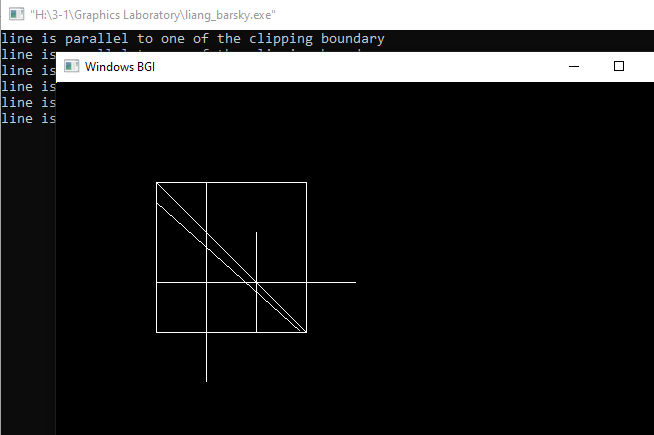 "H:\3-1\Graphics Laboratory\liang_barsky.exe"
line is parallel to one of the clipping boundary
line is
Windows BGI
line is
line is
line is
line is